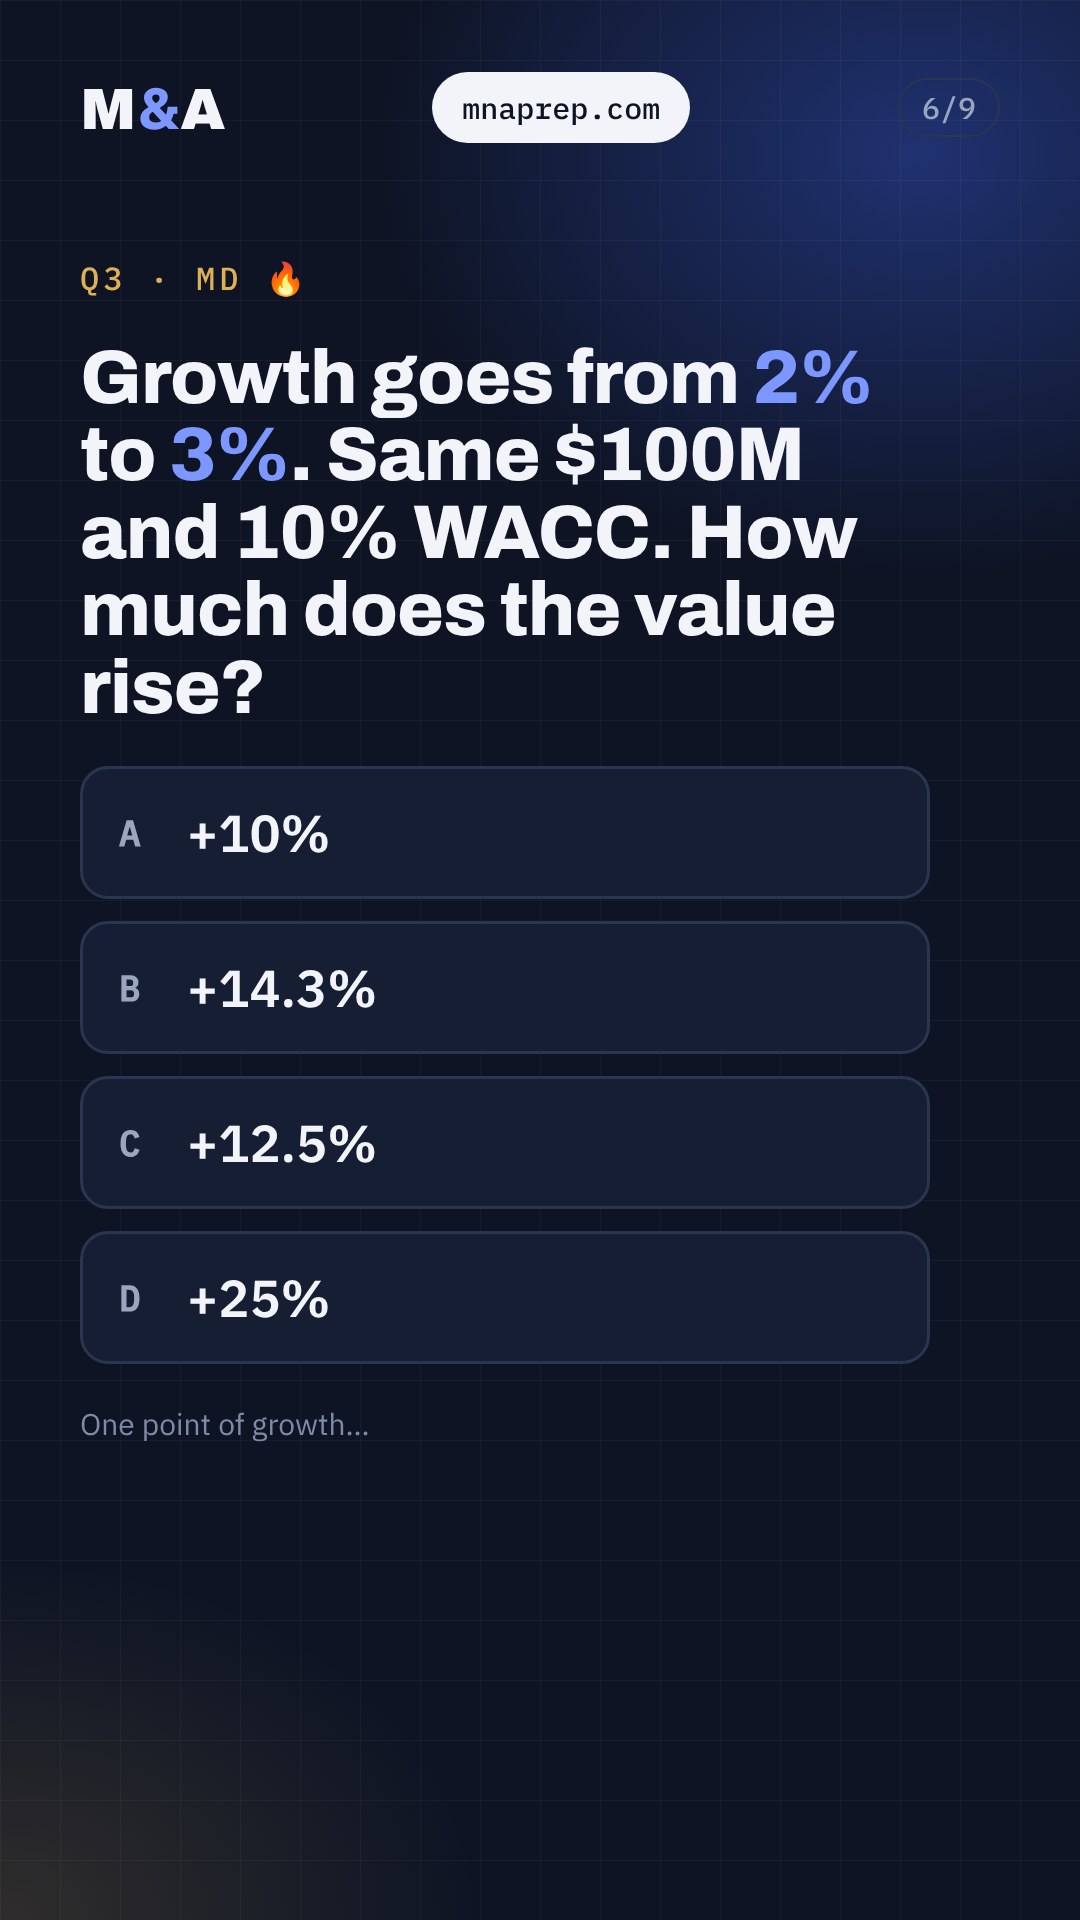 M&A
mnaprep.com
6/9
Q3 · MD 🔥
Growth goes from 2%
to 3%. Same $100M
and 10% WACC. How
much does the value
rise?
A +10%
B +14.3%
C +12.5%
D +25%
One point of growth...